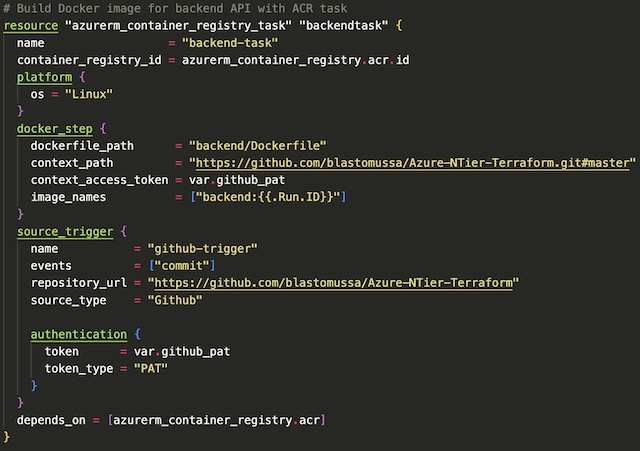 # Build Docker image for backend API with ACR task
resource "azurerm_container_registry_task" "backendtask" {
  name                  = "backend-task"
  container_registry_id = azurerm_container_registry.acr.id
  platform {
    os = "Linux"
  }
  docker_step {
    dockerfile_path      = "backend/Dockerfile"
    context_path         = "https://github.com/blastomussa/Azure-NTier-Terraform.git#master"
    context_access_token = var.github_pat
    image_names          = ["backend:{{.Run.ID}}"]
  }
  source_trigger {
    name           = "github-trigger"
    events         = ["commit"]
    repository_url = "https://github.com/blastomussa/Azure-NTier-Terraform"
    source_type    = "Github"

    authentication {
      token      = var.github_pat
      token_type = "PAT"
    }
  }
  depends_on = [azurerm_container_registry.acr]
}